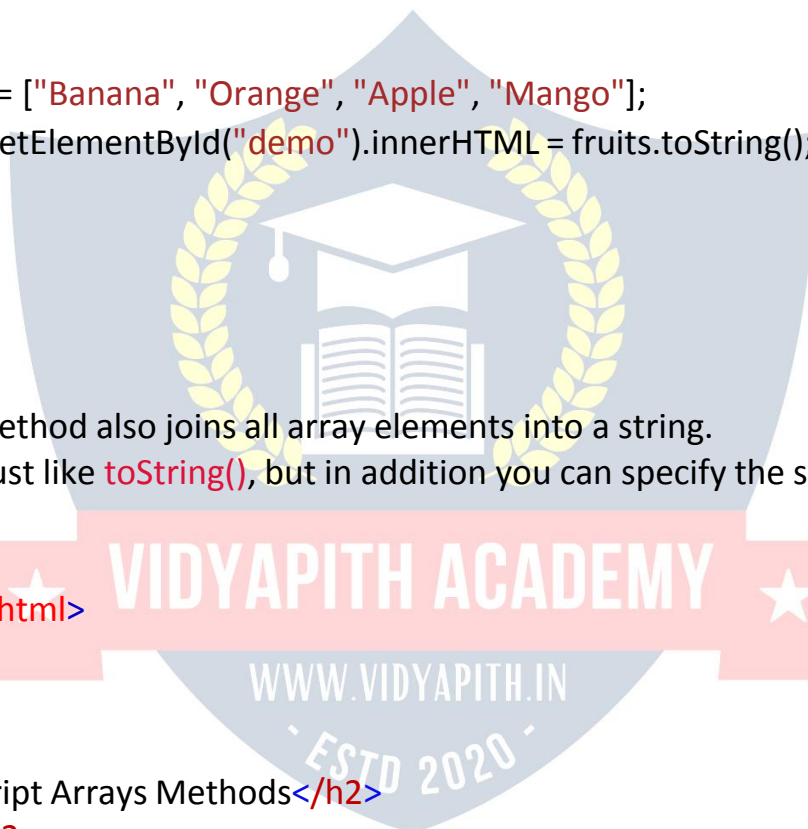 = ["Banana", "Orange", "Apple", "Mango"];
etElementById("demo").innerHTML = fruits.toString();
ethod also joins all array elements into a string.
ust like toString(), but in addition you can specify the s
VIDYAPITH ACADEMY
html>
WWW.VIDYAPITH.IN
- ESTD 2020 -
ript Arrays Methods</h2>